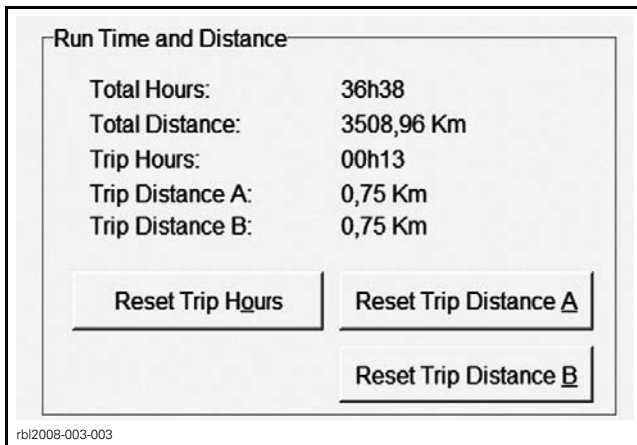 Run Time and Distance
Total Hours: 36h38
Total Distance: 3508,96 Km
Trip Hours: 00h13
Trip Distance A: 0,75 Km
Trip Distance B: 0,75 Km
Reset Trip Hours Reset Trip Distance A
Reset Trip Distance B
rbl2008-003-003